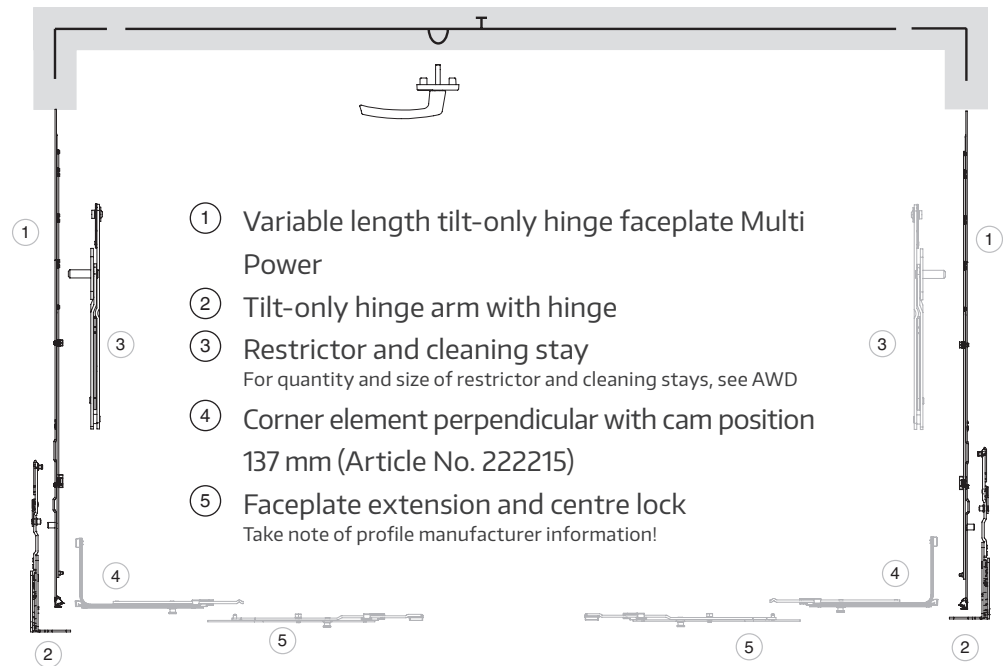 ① Variable length tilt-only hinge faceplate Multi
Power
② Tilt-only hinge arm with hinge
③ Restrictor and cleaning stay
For quantity and size of restrictor and cleaning stays, see AWD
④ Corner element perpendicular with cam position
137 mm (Article No. 222215)
⑤ Faceplate extension and centre lock
Take note of profile manufacturer information!
1
1
3
3
4
4
5
5
2
2